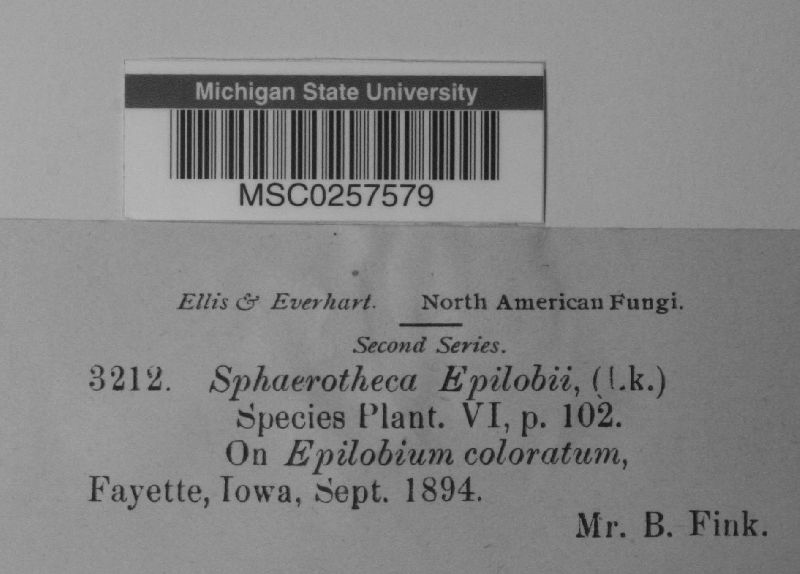 Michigan State University
MSC0257579
Ellis & Everhart. North American Fungi.
Second Series.
3212. Sphaerotheca Epilobii, (Lk.)
Species Plant. VI, p. 102.
On Epilobium coloratum,
Fayette, Iowa, Sept. 1894.
Mr. B. Fink.